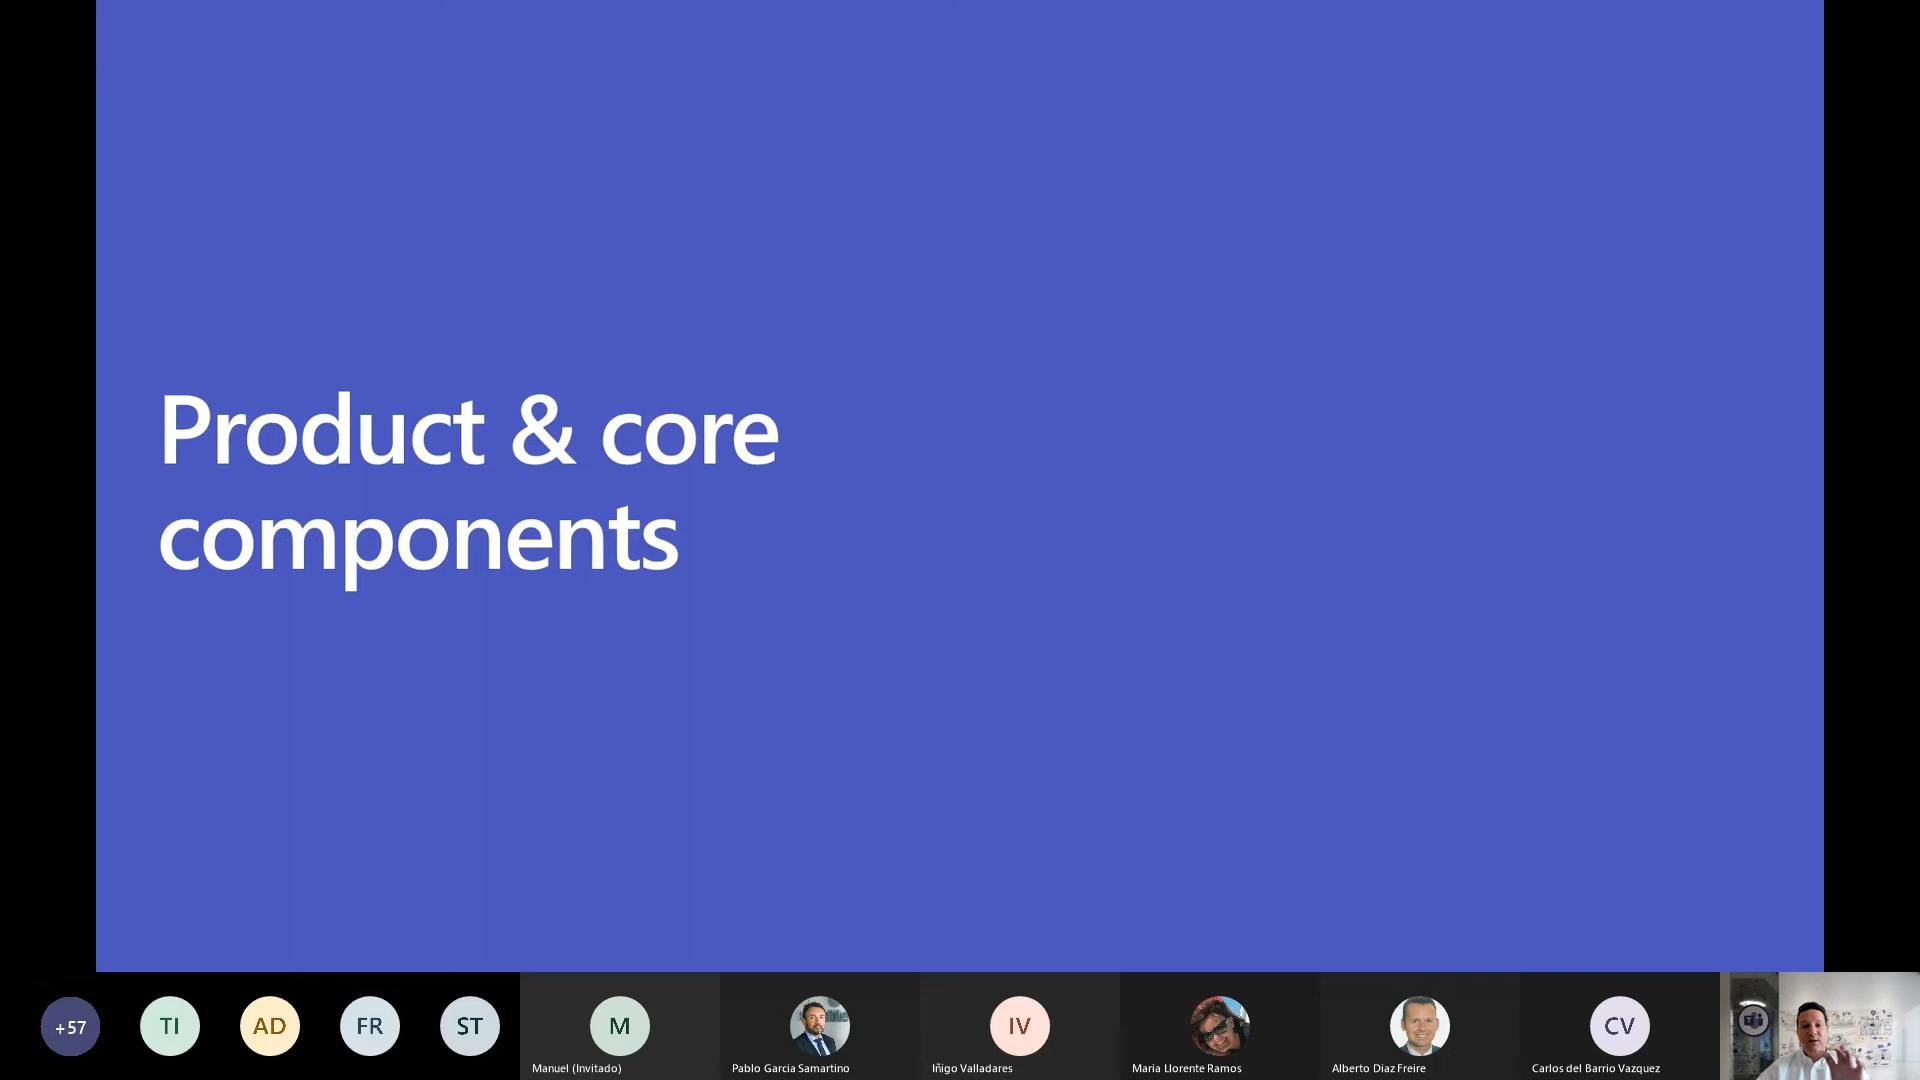 Product & core
components
+57
TI
AD
FR
ST
M
IV
CV
Manuel (Invitado)
Pablo Garcia Samartino
Iñigo Valladares
Maria Llorente Ramos
Alberto Diaz Freire
Carlos del Barrio Vazquez